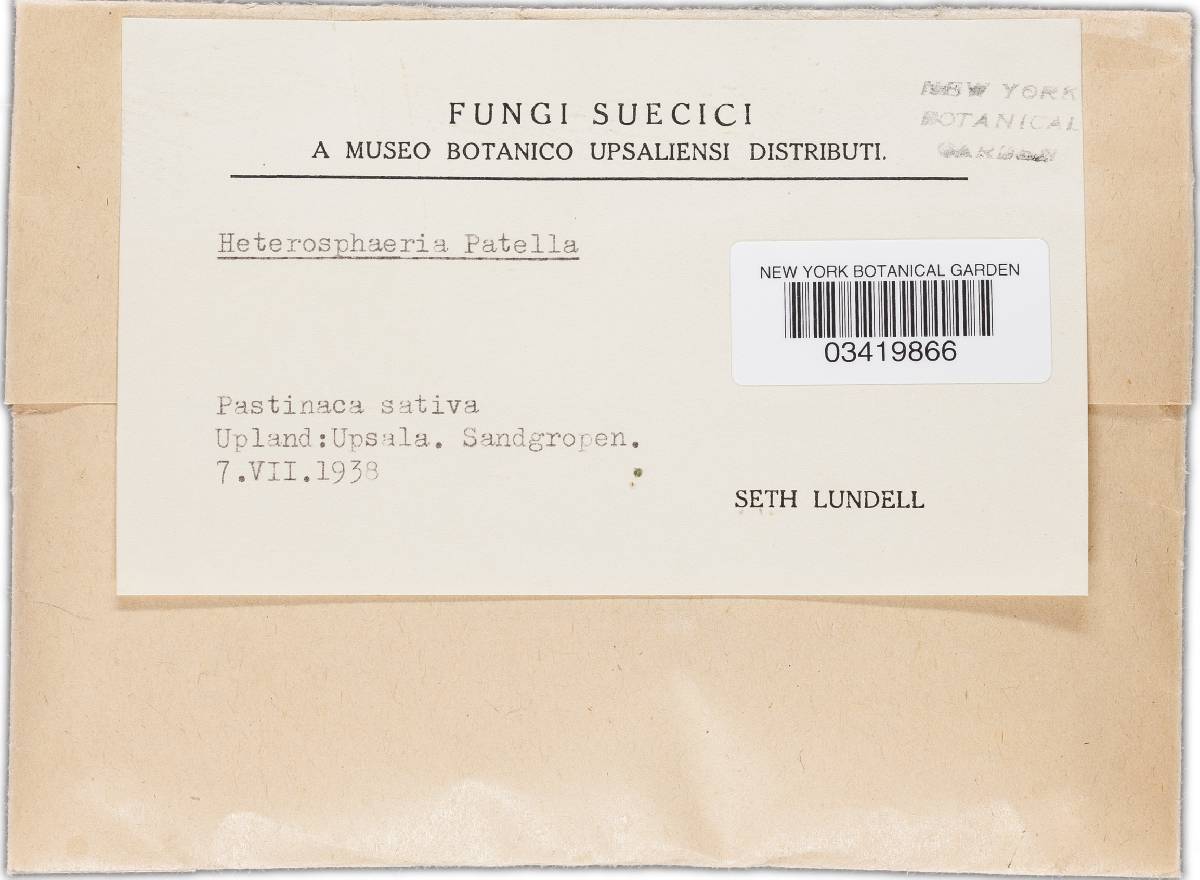 FUNGI SUECICI
A MUSEO BOTANICO UPSALIENSI DISTRIBUTI.
NEW YORK
BOTANICAL
GARDEN
Heterosphaeria Patella
NEW YORK BOTANICAL GARDEN
03419866
Pastinaca sativa
Upland:Upsala. Sandgropen.
7.VII.1938
SETH LUNDELL